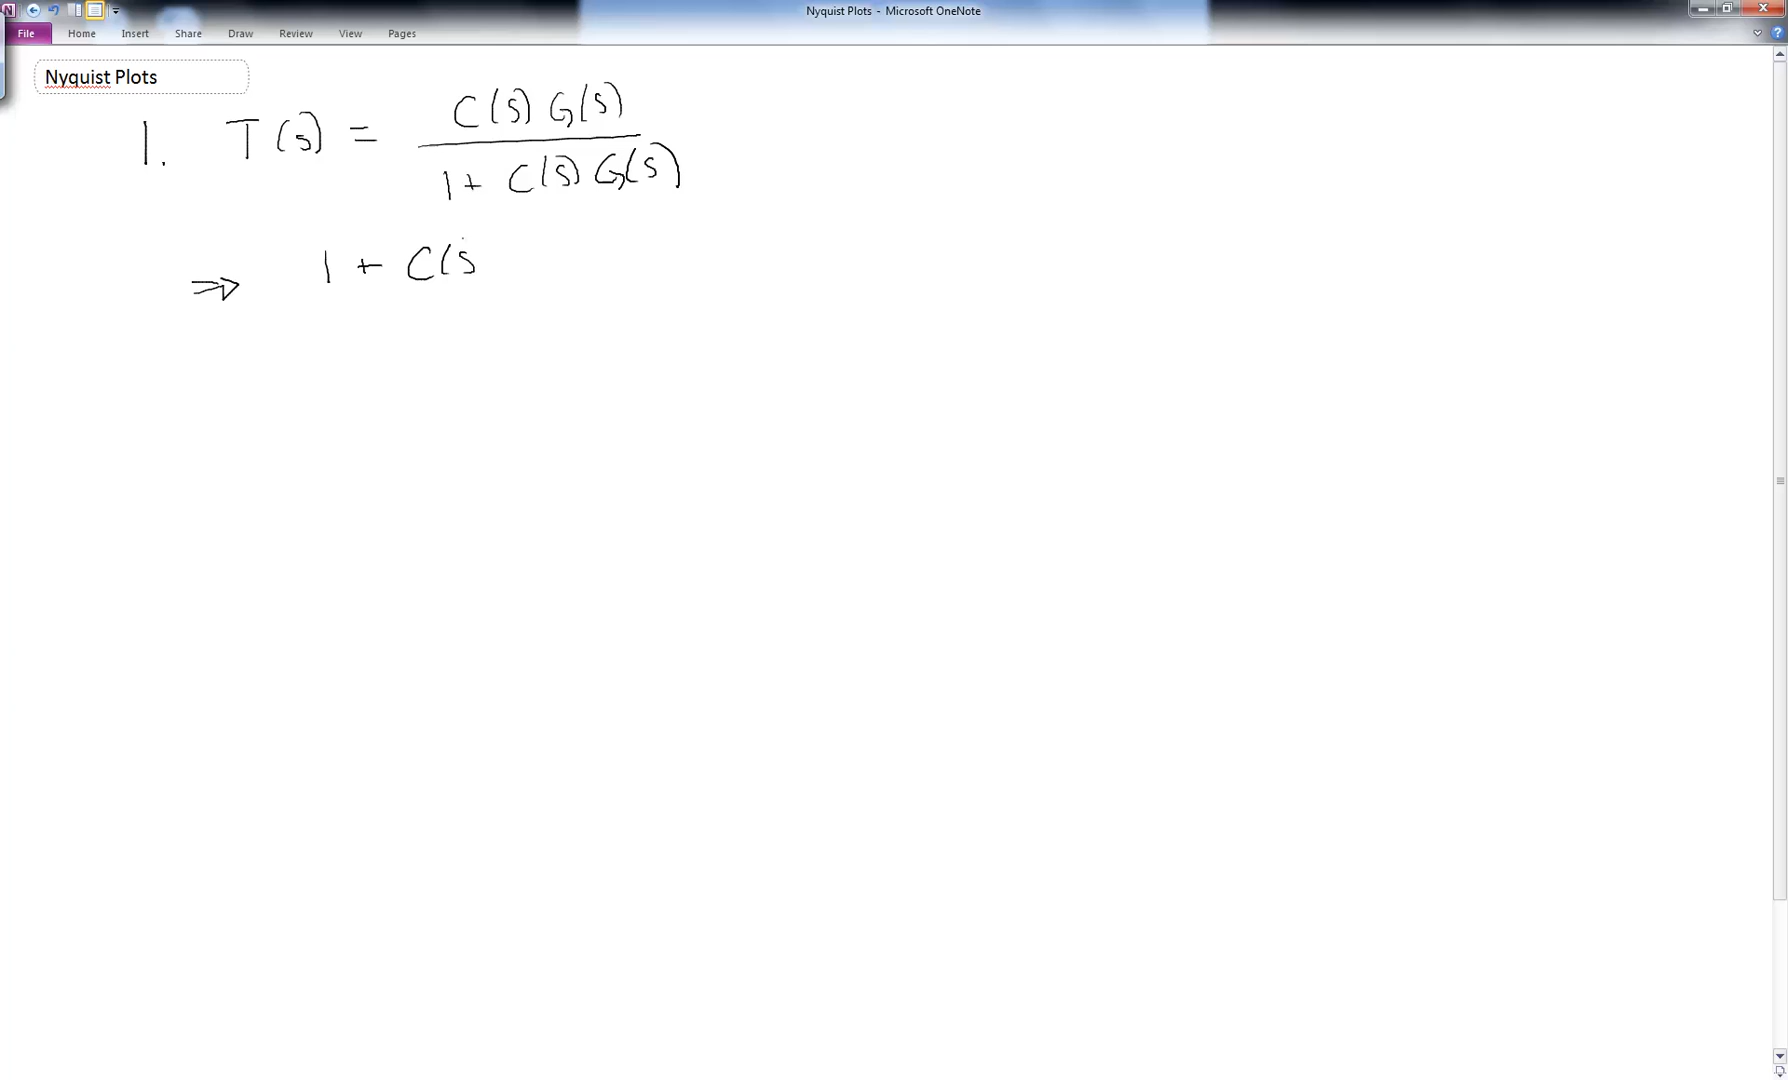 Nyquist Plots - Microsoft OneNote
File Home Insert Share Draw Review View Pages
Nyquist Plots
1. T(s) = C(s) G(s)
1 + C(s) G(s)
⇒ 1 + C(s